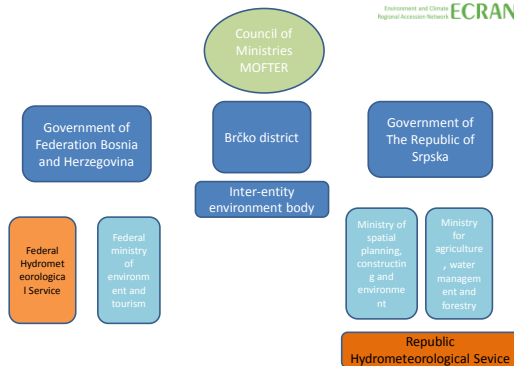 Environment and Climate
Regional Accession Network
ECRAN
Council of
Ministries
MOFTER
Government of
Federation Bosnia
and Herzegovina
Brčko district
Government of
The Republic of
Srpska
Inter-entity
environment body
Federal
Hydromet
eorologica
l Service
Federal
ministry
of
environm
ent and
tourism
Ministry of
spatial
planning,
constructin
g and
environme
nt
Ministry
for
agriculture
, water
managem
ent and
forestry
Republic
Hydrometeorological Sevice